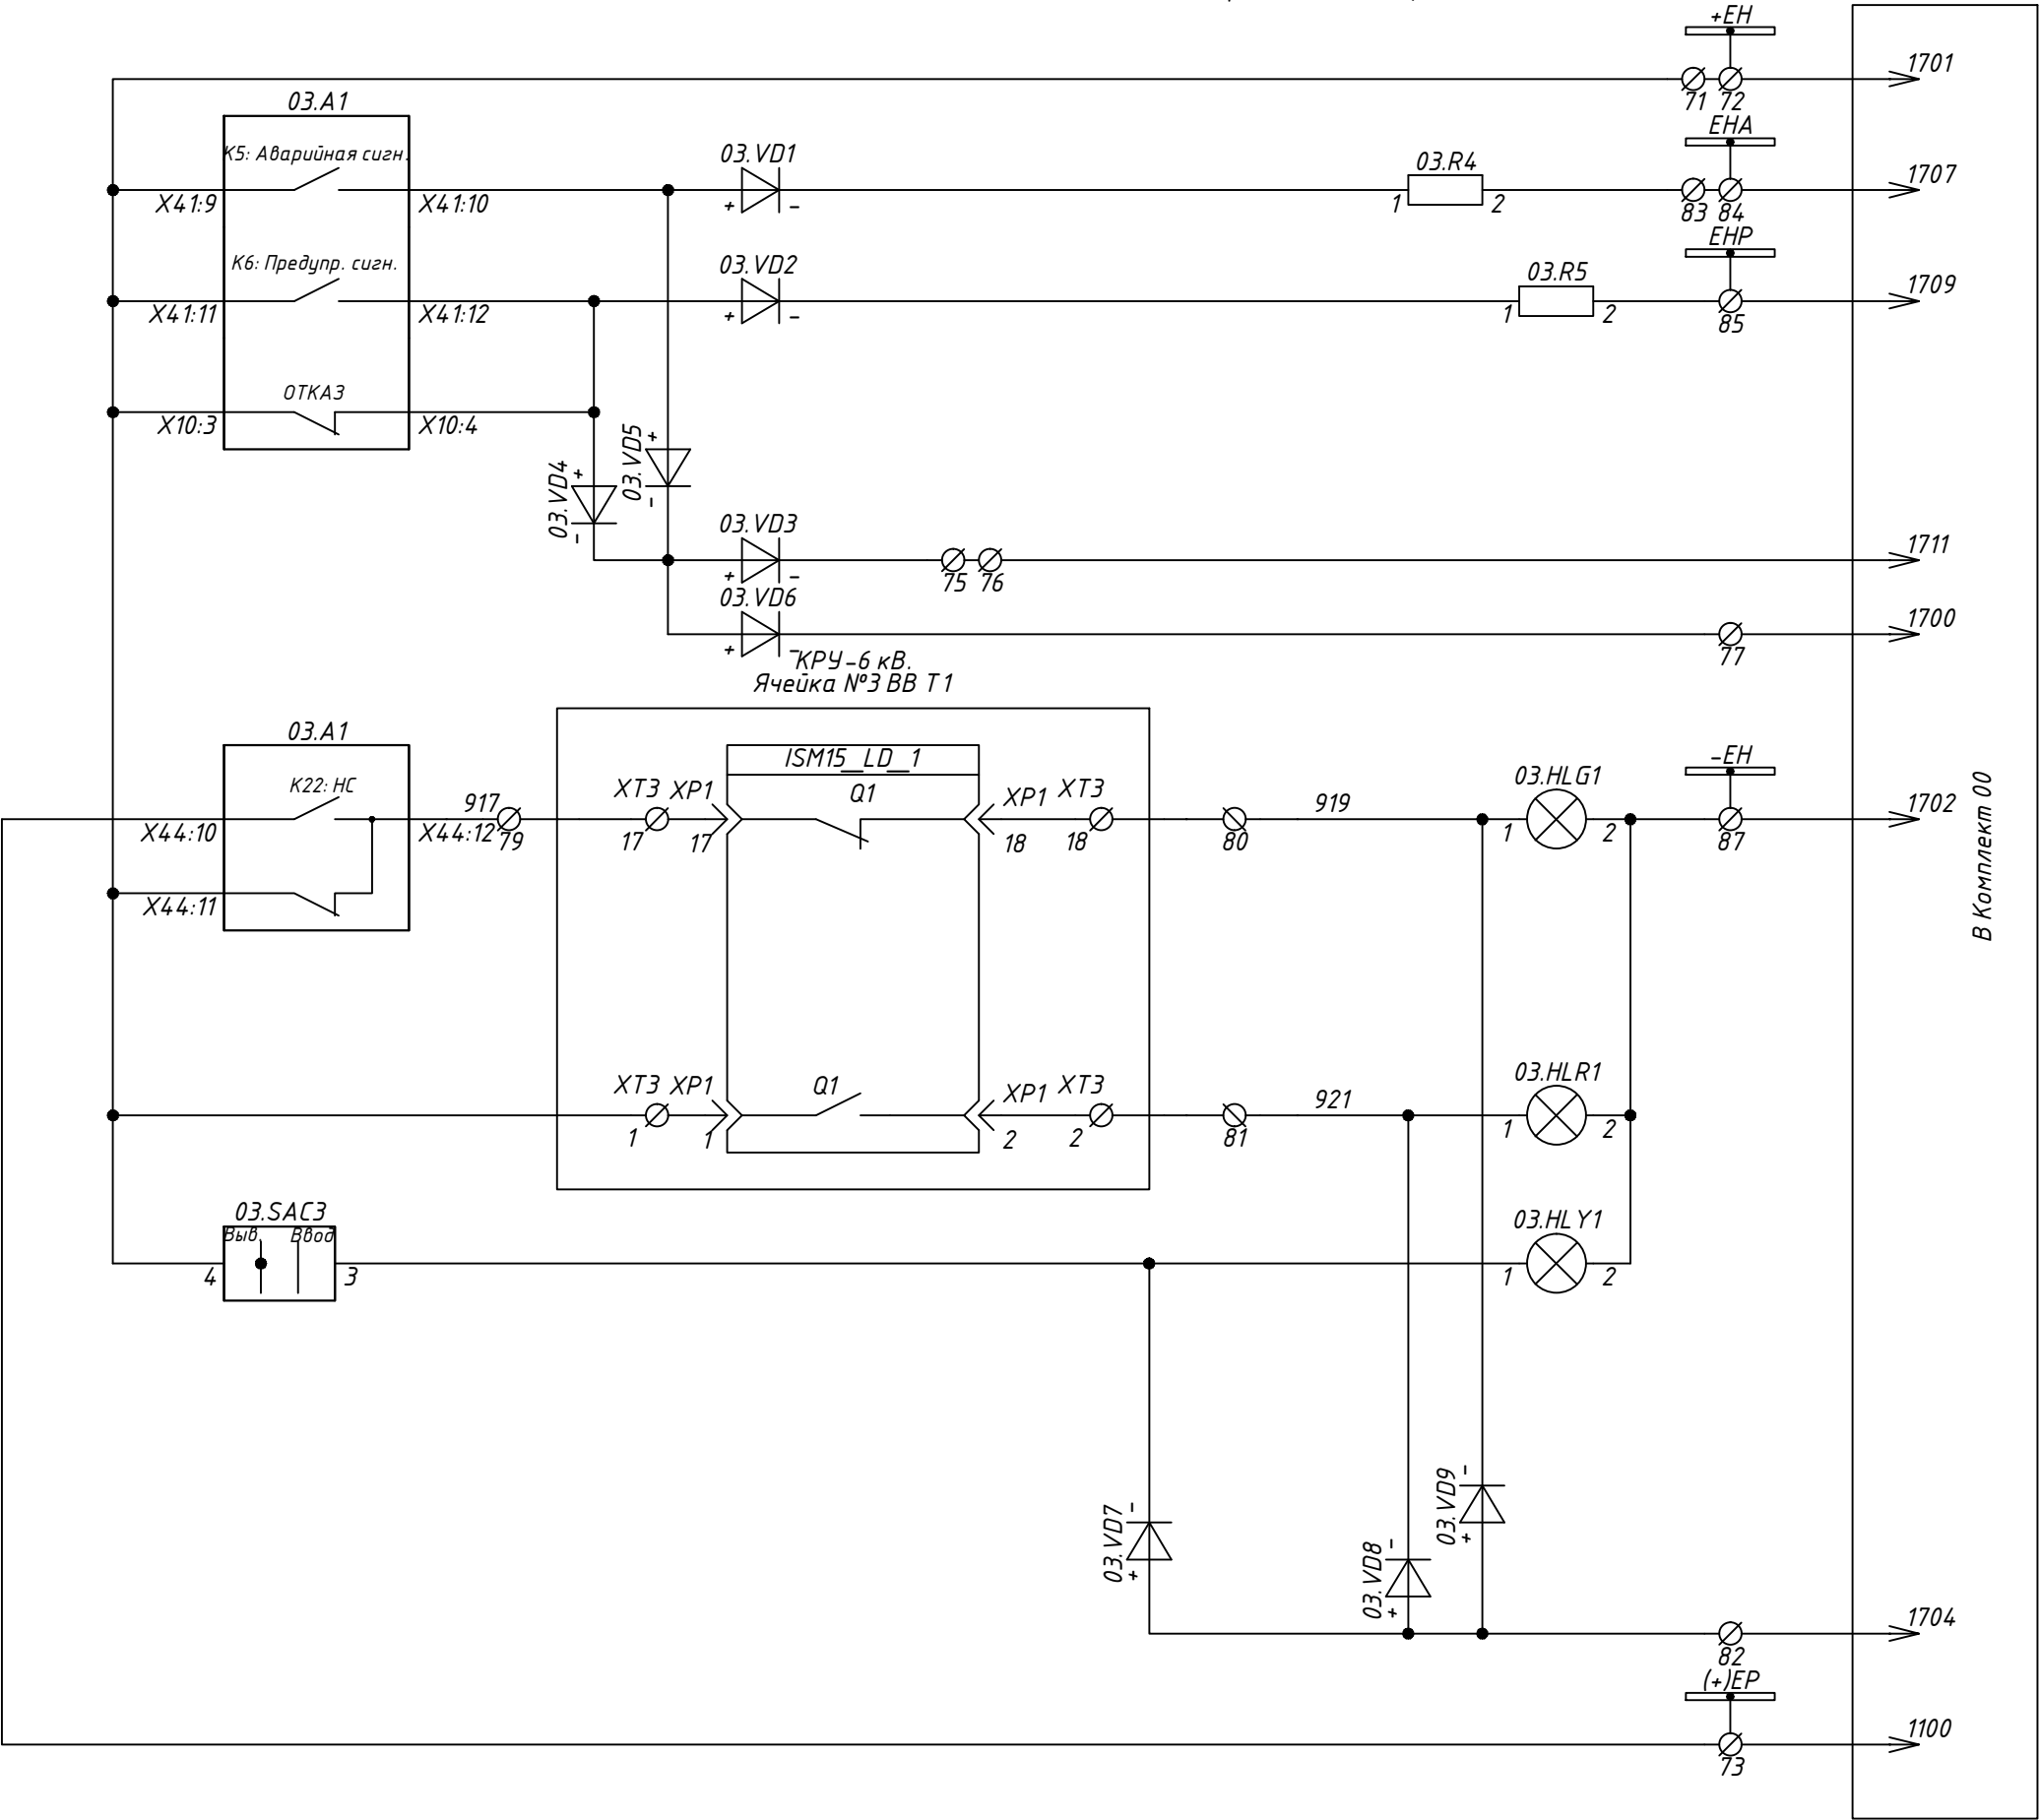 +EH
1701
71
72
03.A1
EHA
К5: Аварийная сигн.
03.VD1
03.R4
1707
X41:9
X41:10
+
-
1
2
83
84
EHP
К6: Предупр. сигн.
03.VD2
03.R5
1709
X41:11
X41:12
+
-
1
2
85
ОТКАЗ
X10:3
X10:4
03.VD4
+
-
03.VD5
+
-
03.VD3
1711
+
-
75
76
03.VD6
1700
+
-
77
КРУ-6 кВ.
Ячейка №3 ВВ Т1
03.A1
ISM15_LD_1
-EH
К22: НС
917
XT3
XP1
Q1
XP1
XT3
919
03.HLG1
1702
X44:10
X44:12
79
17
17
18
18
80
1
2
87
X44:11
В Комплект 00
XT3
XP1
Q1
XP1
XT3
921
03.HLR1
1
1
2
2
81
1
2
03.SAC3
Выв.
Ввод
03.HLY1
4
3
1
2
03.VD7
-
+
03.VD8
-
+
03.VD9
-
+
1704
82
(+)EP
1100
73